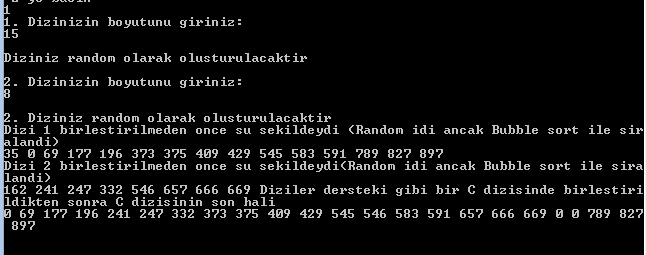 1
1. Dizinizin boyutunu giriniz:
15
Diziniz random olarak olusturulacaktir
2. Dizinizin boyutunu giriniz:
8
2. Diziniz random olarak olusturulacaktir
Dizi 1 birlestirilmeden once su sekildeydi (Random idi ancak Bubble sort ile sir
alandi)
35 0 69 177 196 373 375 409 429 545 583 591 789 827 897
Dizi 2 birlestirilmeden once su sekildeydi(Random idi ancak Bubble sort ile sira
landi)
162 241 247 332 546 657 666 669 Diziler dersteki gibi bir C dizisinde birlestiri
ldikten sonra C dizisinin son hali
0 69 177 196 241 247 332 373 375 409 429 545 546 583 591 657 666 669 0 0 789 827
897